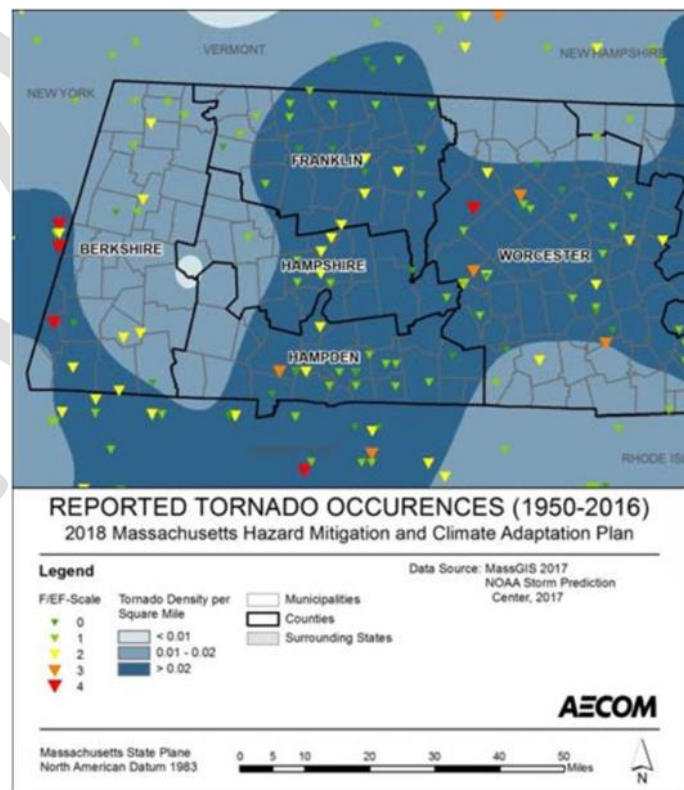 VERMONT
NEW HAMPSHIRE
NEW YORK
FRANKLIN
BERKSHIRE
HAMPSHIRE
WORCESTER
HAMPDEN
RHODE ISL
REPORTED TORNADO OCCURENCES (1950-2016)
2018 Massachusetts Hazard Mitigation and Climate Adaptation Plan
Legend
Data Source: MassGIS 2017
NOAA Storm Prediction
Center, 2017
F/EF-Scale
0
1
2
3
4
Tornado Density per
Square Mile
< 0.01
0.01 - 0.02
> 0.02
Municipalities
Counties
Surrounding States
AECOM
Massachusetts State Plane
North American Datum 1983
0 5 10 20 30 40 50
Miles
N